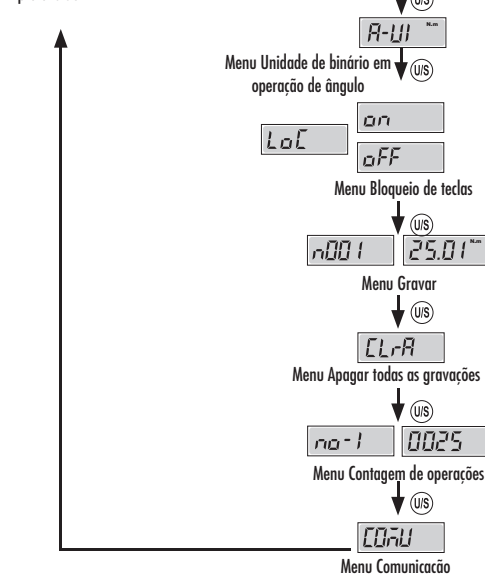 U/S
A-UI N.m
Menu Unidade de binário em
operação de ângulo
U/S
on
LoC
oFF
Menu Bloqueio de teclas
U/S
n001 25.01 N.m
Menu Gravar
U/S
CLrA
Menu Apagar todas as gravações
U/S
no-1 0025
Menu Contagem de operações
U/S
Menu Comunicação